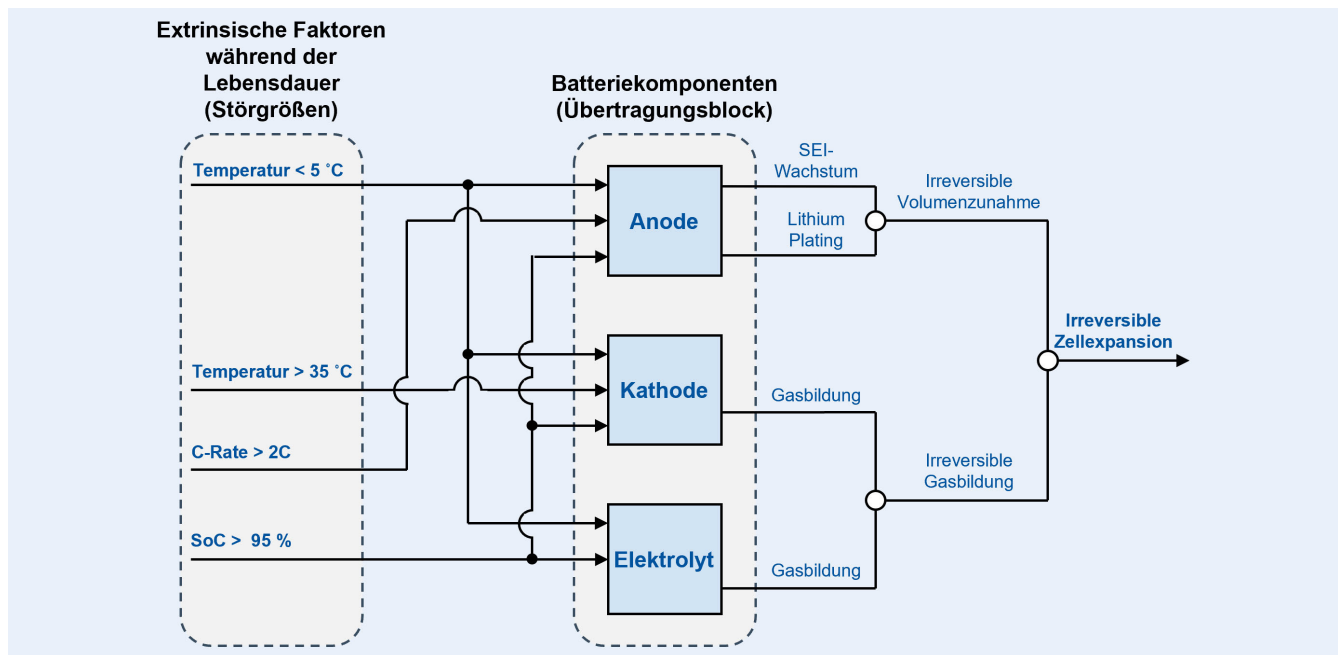 Extrinsische Faktoren
während der
Lebensdauer
(Störgrößen)
Batteriekomponenten
(Übertragungsblock)
Temperatur < 5 °C
Temperatur > 35 °C
C-Rate > 2C
SoC > 95 %
Anode
Kathode
Elektrolyt
SEI-
Wachstum
Lithium
Plating
Gasbildung
Gasbildung
Irreversible
Volumenzunahme
Irreversible
Gasbildung
Irreversible
Zellexpansion